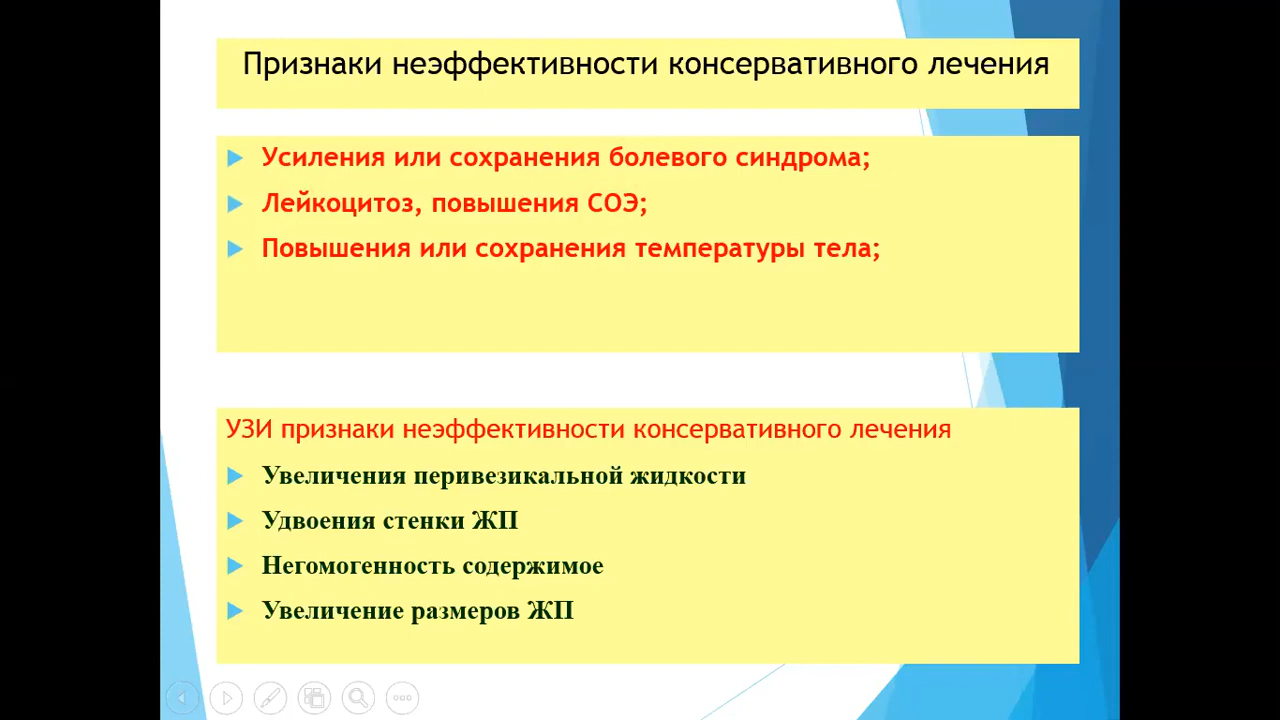 Признаки неэффективности консервативного лечения
Усиления или сохранения болевого синдрома;
Лейкоцитоз, повышения СОЭ;
Повышения или сохранения температуры тела;
УЗИ признаки неэффективности консервативного лечения
Увеличения перивезикальной жидкости
Удвоения стенки ЖП
Негомогенность содержимое
Увеличение размеров ЖП